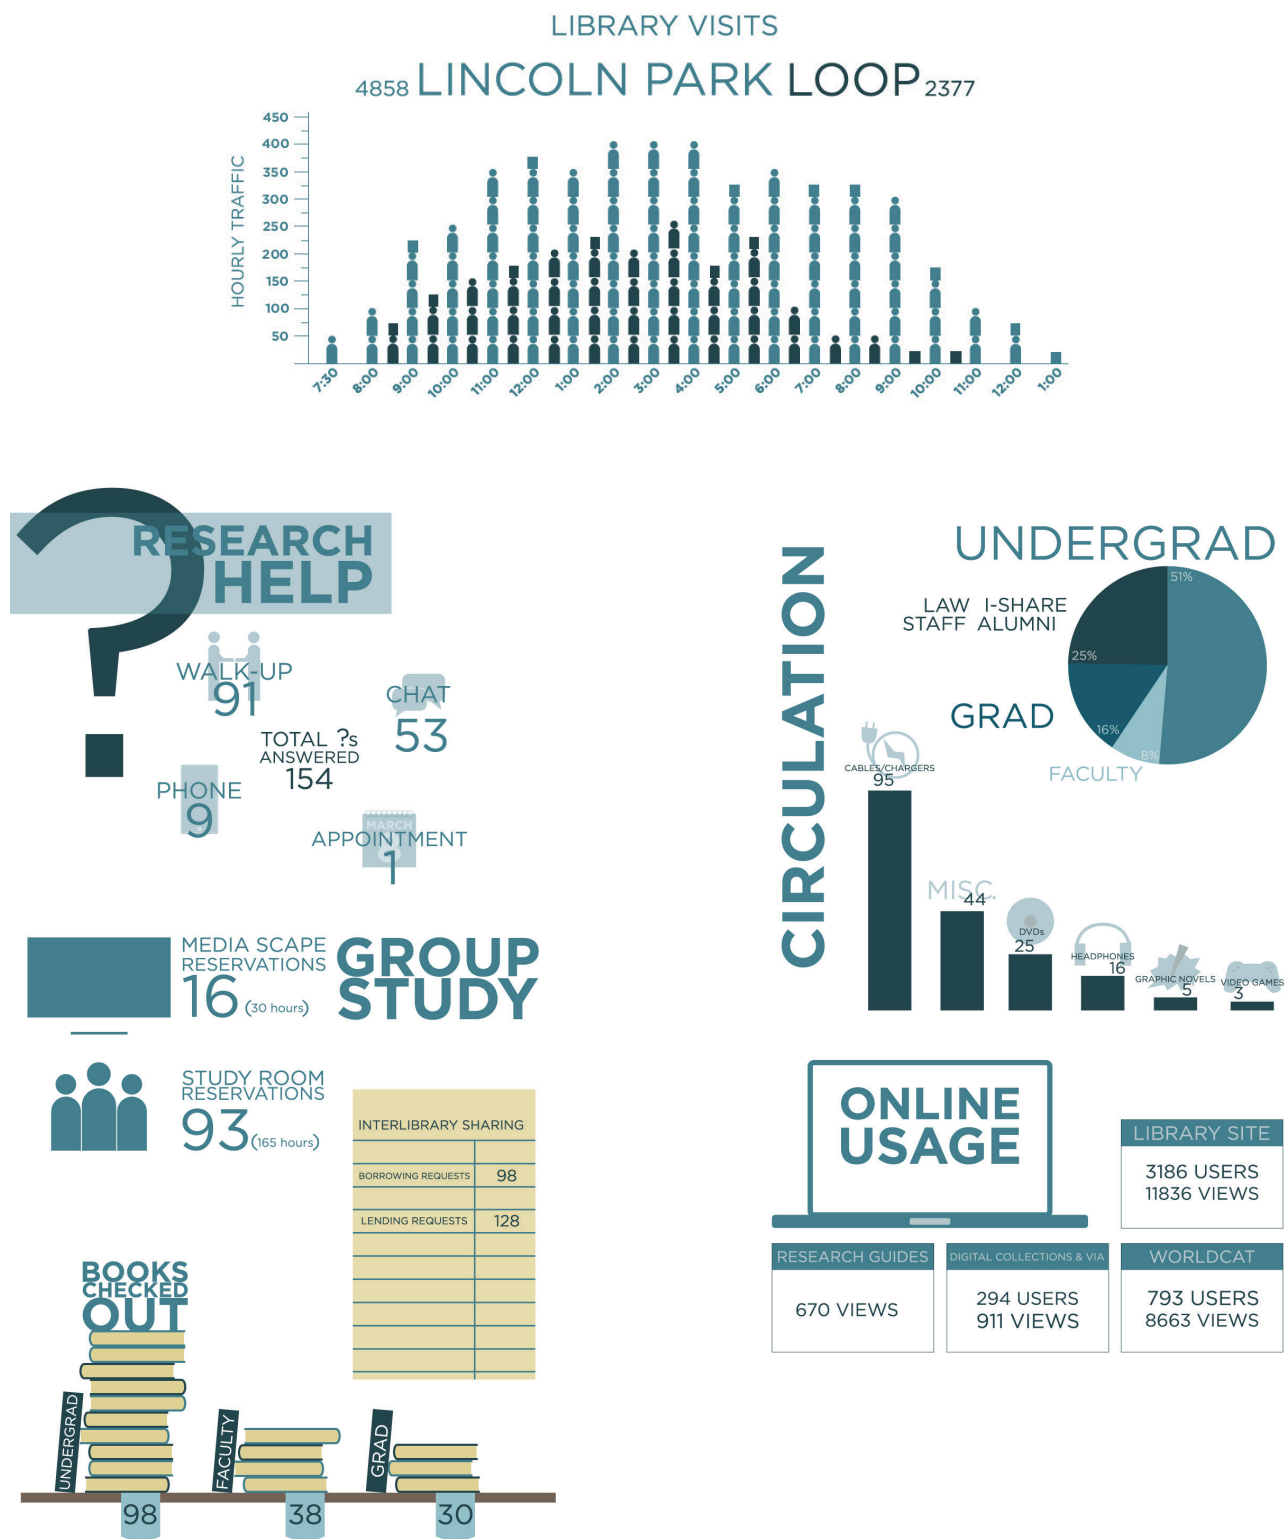 LIBRARY VISITS
4858 LINCOLN PARK LOOP 2377
HOURLY TRAFFIC
450
400
350
300
250
200
150
100
50
7:30 8:00 9:00 10:00 11:00 12:00 1:00 2:00 3:00 4:00 5:00 6:00 7:00 8:00 9:00 10:00 11:00 12:00 1:00
?
RESEARCH
HELP
WALK-UP
91
CHAT
53
TOTAL ?s
ANSWERED
154
PHONE
9
MARCH
APPOINTMENT
1
CIRCULATION
UNDERGRAD
51%
LAW I-SHARE
STAFF ALUMNI
25%
GRAD
16%
8%
FACULTY
CABLES/CHARGERS
95
MISC.
44
DVDs
25
HEADPHONES
16
GRAPHIC NOVELS
5
VIDEO GAMES
3
MEDIA SCAPE
RESERVATIONS
16 (30 hours)
GROUP
STUDY
STUDY ROOM
RESERVATIONS
93 (165 hours)
INTERLIBRARY SHARING
BORROWING REQUESTS 98
LENDING REQUESTS 128
ONLINE
USAGE
LIBRARY SITE
3186 USERS
11836 VIEWS
RESEARCH GUIDES
670 VIEWS
DIGITAL COLLECTIONS & VIA
294 USERS
911 VIEWS
WORLDCAT
793 USERS
8663 VIEWS
BOOKS
CHECKED
OUT
UNDERGRAD
98
FACULTY
38
GRAD
30